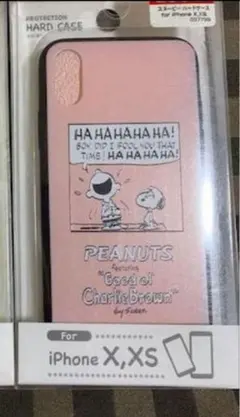 PROTECTION
HARD CASE
スヌーピー ハードケース
for iPhone X,XS
HA HA HA HA HA!
BOY, DID I FOOL YOU THAT
TIME! HA HA HA HA!
PEANUTS
featuring
"Good ol'
Charlie Brown"
by SCHULZ
For
iPhone X,XS